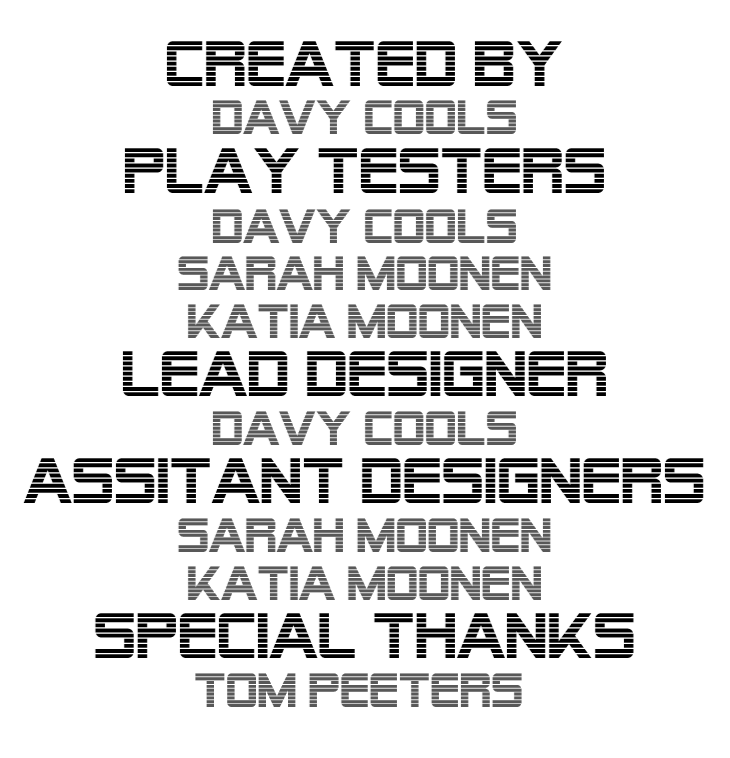 CREATED BY
DAVY COOLS
PLAY TESTERS
DAVY COOLS
SARAH MOONEN
KATIA MOONEN
LEAD DESIGNER
DAVY COOLS
ASSITANT DESIGNERS
SARAH MOONEN
KATIA MOONEN
SPECIAL THANKS
TOM PEETERS